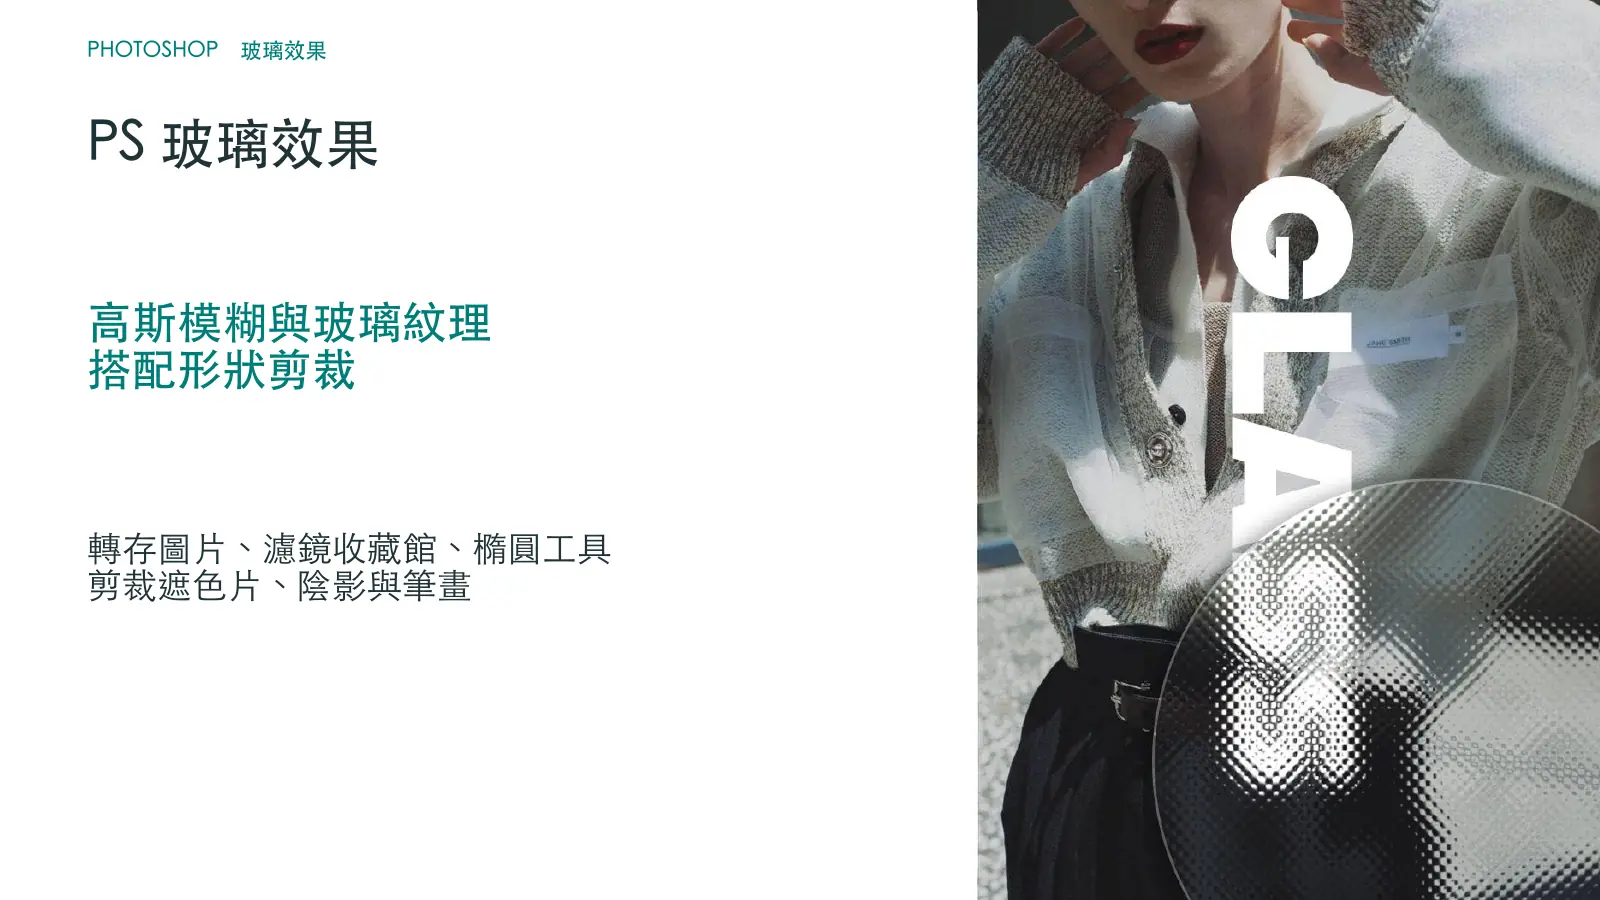 PHOTOSHOP 玻璃效果
PS 玻璃效果
高斯模糊與玻璃紋理
搭配形狀剪裁
轉存圖片、濾鏡收藏館、橢圓工具
剪裁遮色片、陰影與筆畫
GLASS